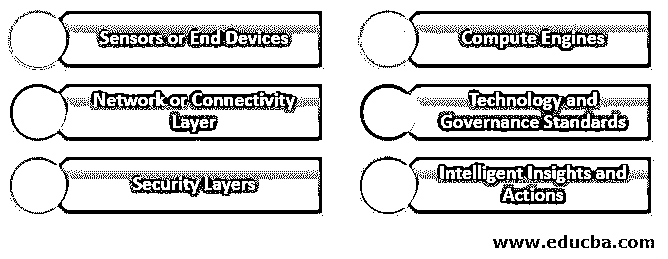 Sensors or End Devices
Network or Connectivity
Layer
Security Layers
Compute Engines
Technology and
Governance Standards
Intelligent Insights and
Actions
www.educba.com